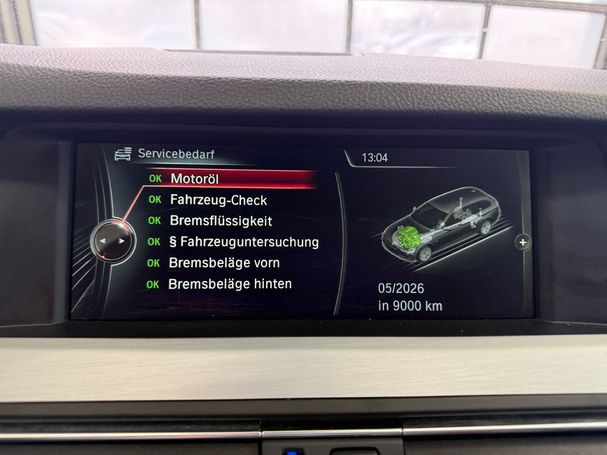 Servicebedarf
13:04
OK Motoröl
OK Fahrzeug-Check
OK Bremsflüssigkeit
OK § Fahrzeuguntersuchung
OK Bremsbeläge vorn
OK Bremsbeläge hinten
05/2026
in 9000 km